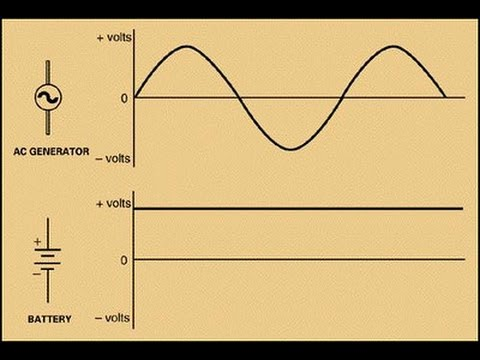 + volts
0
AC GENERATOR
– volts
+ volts
+
0
–
BATTERY
– volts